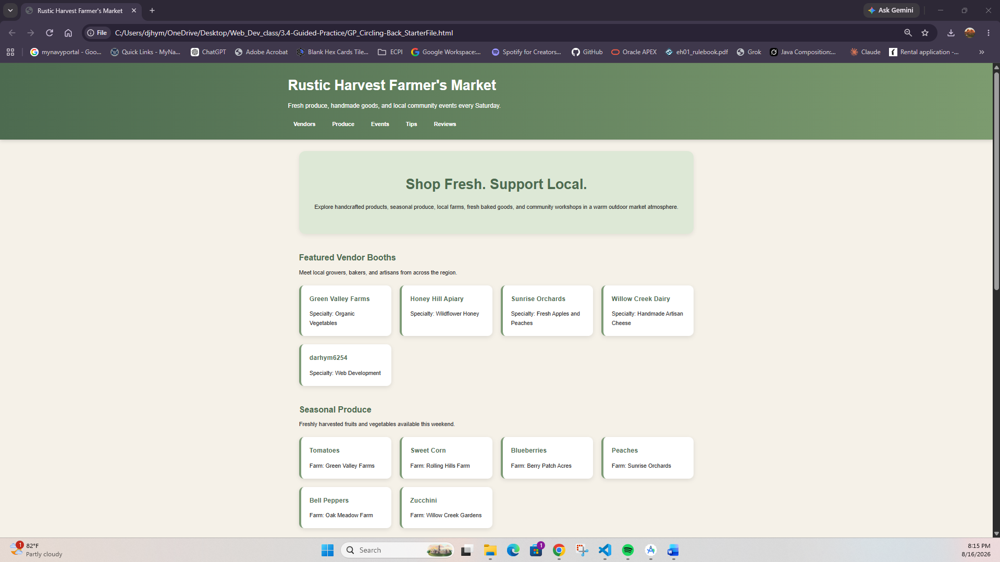 Rustic Harvest Farmer's Market
Ask Gemini
File
C:/Users/djhym/OneDrive/Desktop/Web_Dev_class/3.4-Guided-Practice/GP_Circling-Back_StarterFile.html
mynavyportal - Goo...
Quick Links - MyNa...
ChatGPT
Adobe Acrobat
Blank Hex Cards Tile...
ECPI
Google Workspace:...
Spotify for Creators...
GitHub
Oracle APEX
eh01_rulebook.pdf
Grok
Java Composition:...
Claude
Rental application -...
Rustic Harvest Farmer's Market
Fresh produce, handmade goods, and local community events every Saturday.
Vendors Produce Events Tips Reviews
Shop Fresh. Support Local.
Explore handcrafted products, seasonal produce, local farms, fresh baked goods, and community workshops in a warm outdoor market atmosphere.
Featured Vendor Booths
Meet local growers, bakers, and artisans from across the region.
Green Valley Farms
Specialty: Organic
Vegetables
Honey Hill Apiary
Specialty: Wildflower Honey
Sunrise Orchards
Specialty: Fresh Apples and
Peaches
Willow Creek Dairy
Specialty: Handmade Artisan
Cheese
darhym6254
Specialty: Web Development
Seasonal Produce
Freshly harvested fruits and vegetables available this weekend.
Tomatoes
Farm: Green Valley Farms
Sweet Corn
Farm: Rolling Hills Farm
Blueberries
Farm: Berry Patch Acres
Peaches
Farm: Sunrise Orchards
Bell Peppers
Farm: Oak Meadow Farm
Zucchini
Farm: Willow Creek Gardens
1
82°F
Partly cloudy
Search
1
8:15 PM
8/16/2026